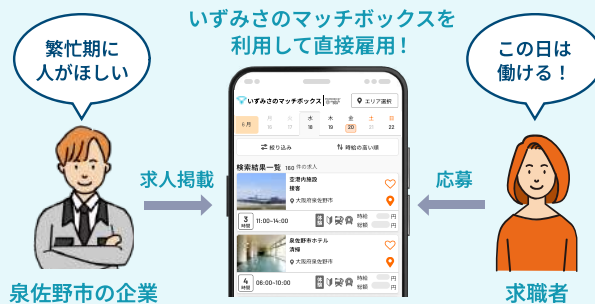 いずみさのマッチボックスを
利用して直接雇用！
繁忙期に
人がほしい
この日は
働ける！
いずみさのマッチボックス
エリア選択
6月
水
木
金
土
日
18
19
20
21
22
絞り込み
時給の高い順
検索結果一覧 160 件の求人
空港内施設
接客
大阪府泉佐野市
3
時間
11:00~14:00
時給
円
総額
円
泉佐野市ホテル
清掃
大阪府泉佐野市
4
時間
06:00~10:00
時給
円
総額
円
求人掲載
応募
泉佐野市の企業
求職者